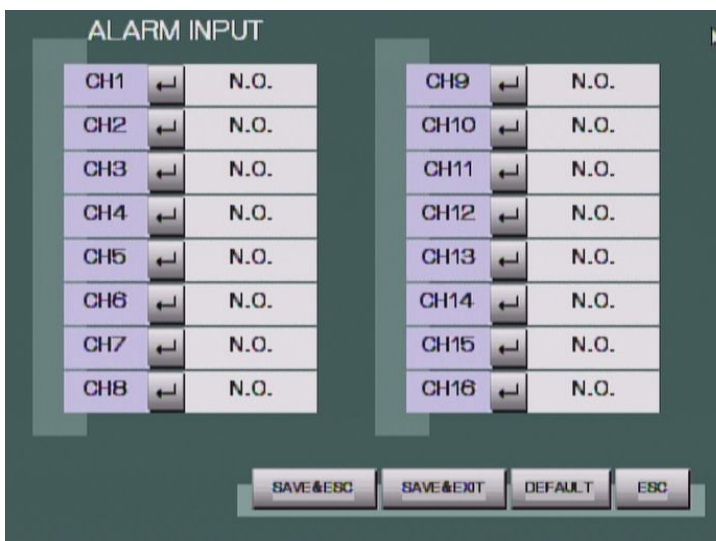 ALARM INPUT
CH1 N.O.
CH2 N.O.
CH3 N.O.
CH4 N.O.
CH5 N.O.
CH6 N.O.
CH7 N.O.
CH8 N.O.
CH9 N.O.
CH10 N.O.
CH11 N.O.
CH12 N.O.
CH13 N.O.
CH14 N.O.
CH15 N.O.
CH16 N.O.
SAVE&ESC SAVE&EXIT DEFAULT ESC